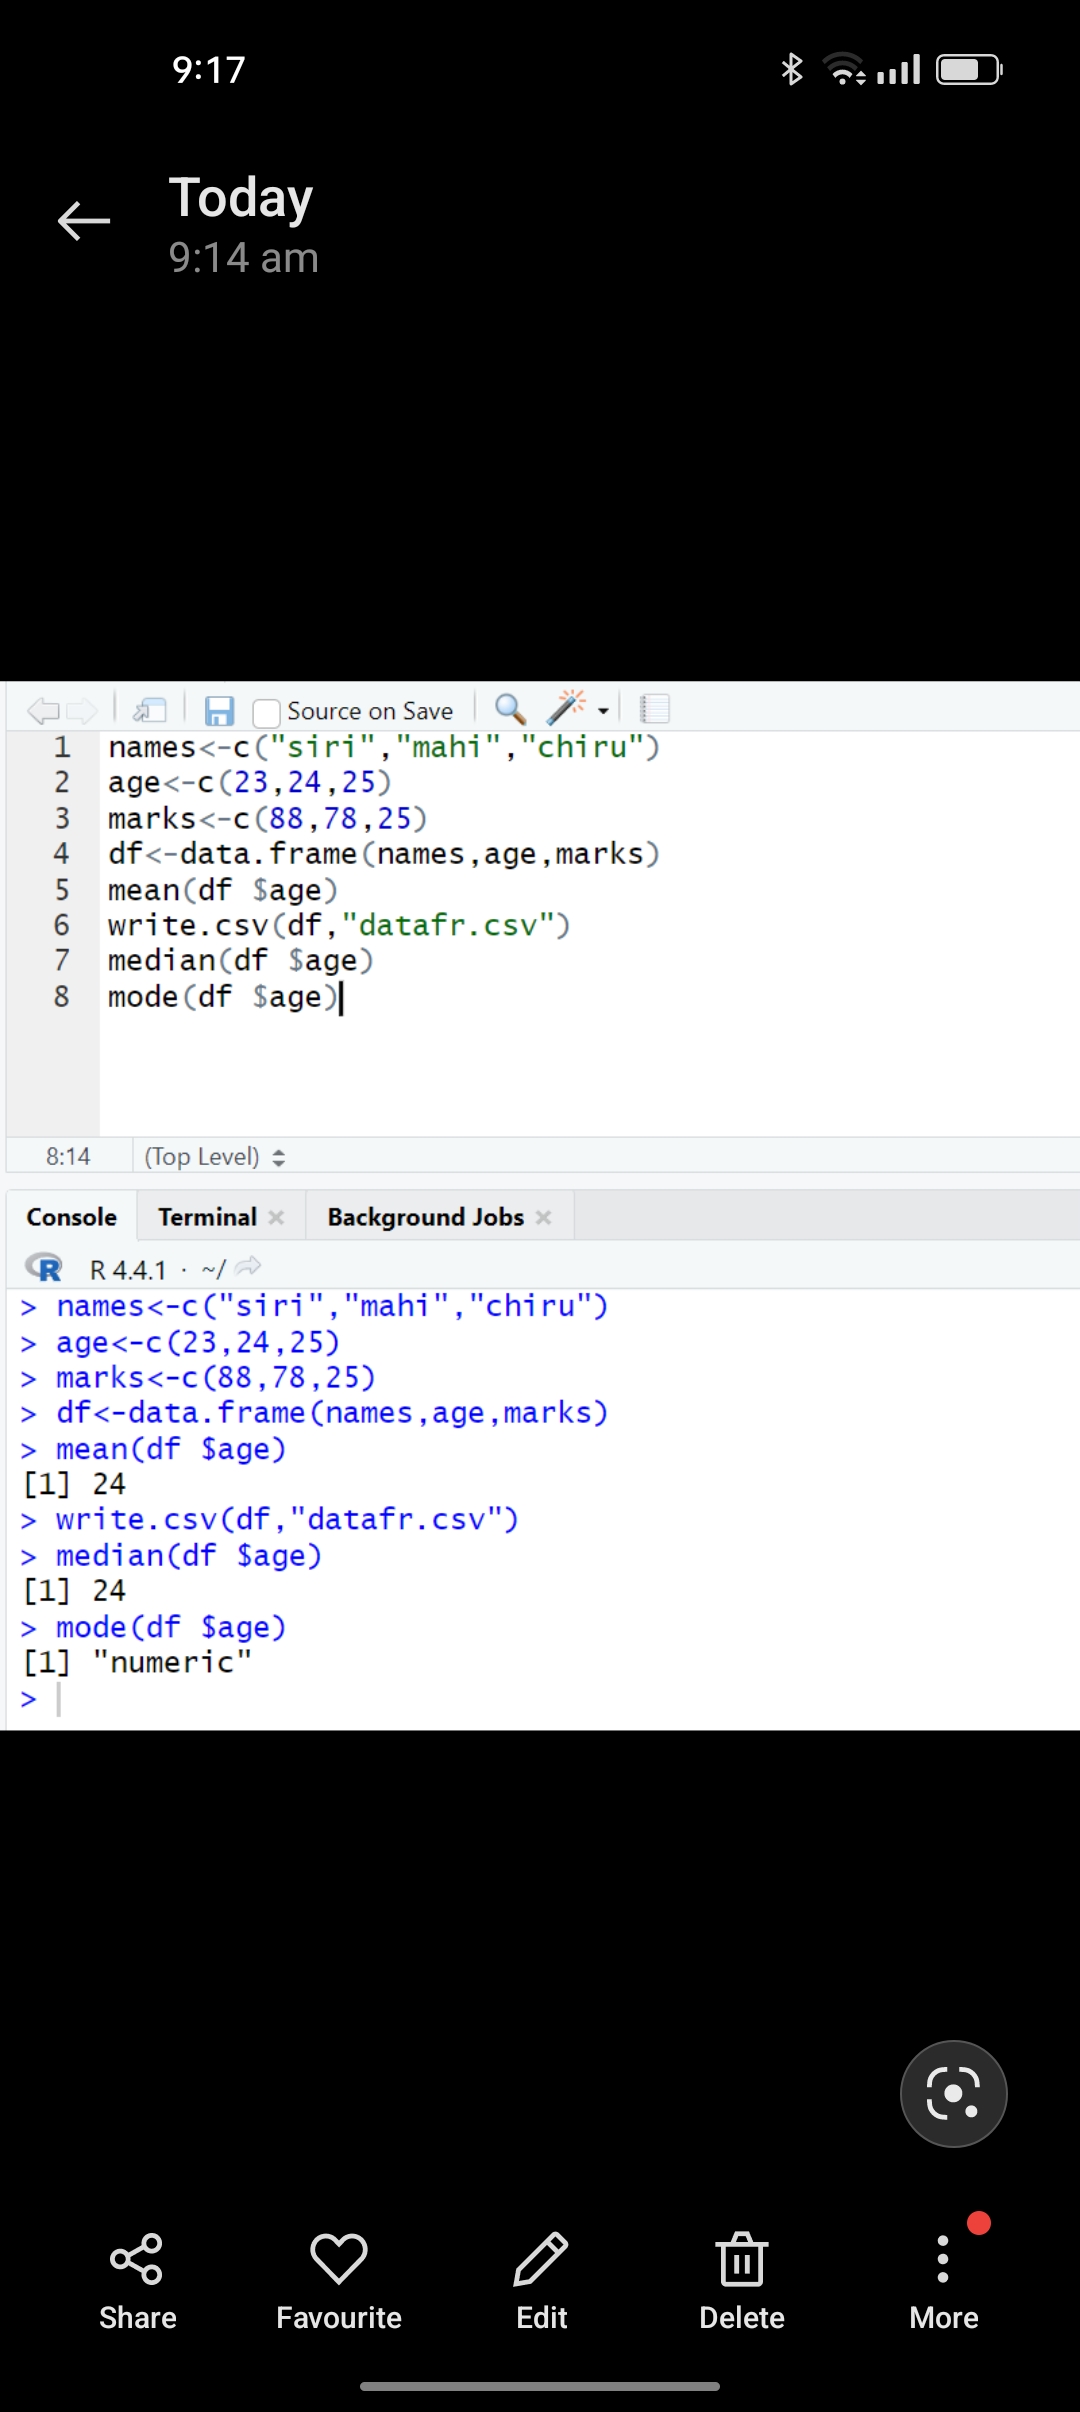 9:17
Today
9:14 am
Source on Save
1 names<-c("siri","mahi","chiru")
2 age<-c(23,24,25)
3 marks<-c(88,78,25)
4 df<-data.frame(names,age,marks)
5 mean(df $age)
6 write.csv(df,"datafr.csv")
7 median(df $age)
8 mode(df $age)
8:14 (Top Level)
Console Terminal Background Jobs
R R 4.4.1 · ~/
> names<-c("siri","mahi","chiru")
> age<-c(23,24,25)
> marks<-c(88,78,25)
> df<-data.frame(names,age,marks)
> mean(df $age)
[1] 24
> write.csv(df,"datafr.csv")
> median(df $age)
[1] 24
> mode(df $age)
[1] "numeric"
>
Share Favourite Edit Delete More